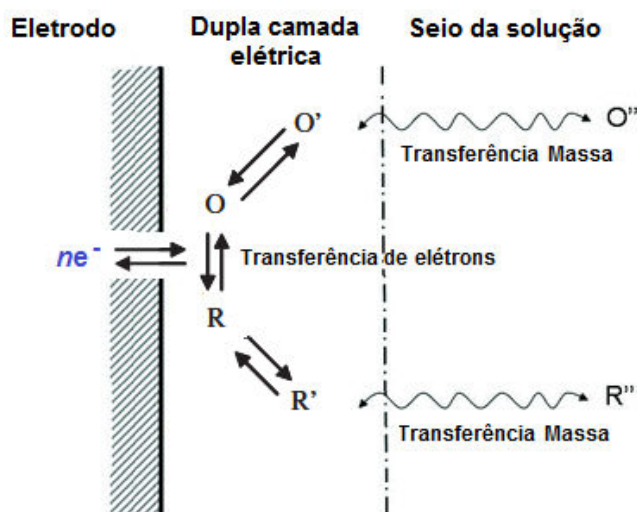 Eletrodo
Dupla camada
elétrica
Seio da solução
O'
O''
Transferência Massa
O
ne-
Transferência de elétrons
R
R'
R''
Transferência Massa